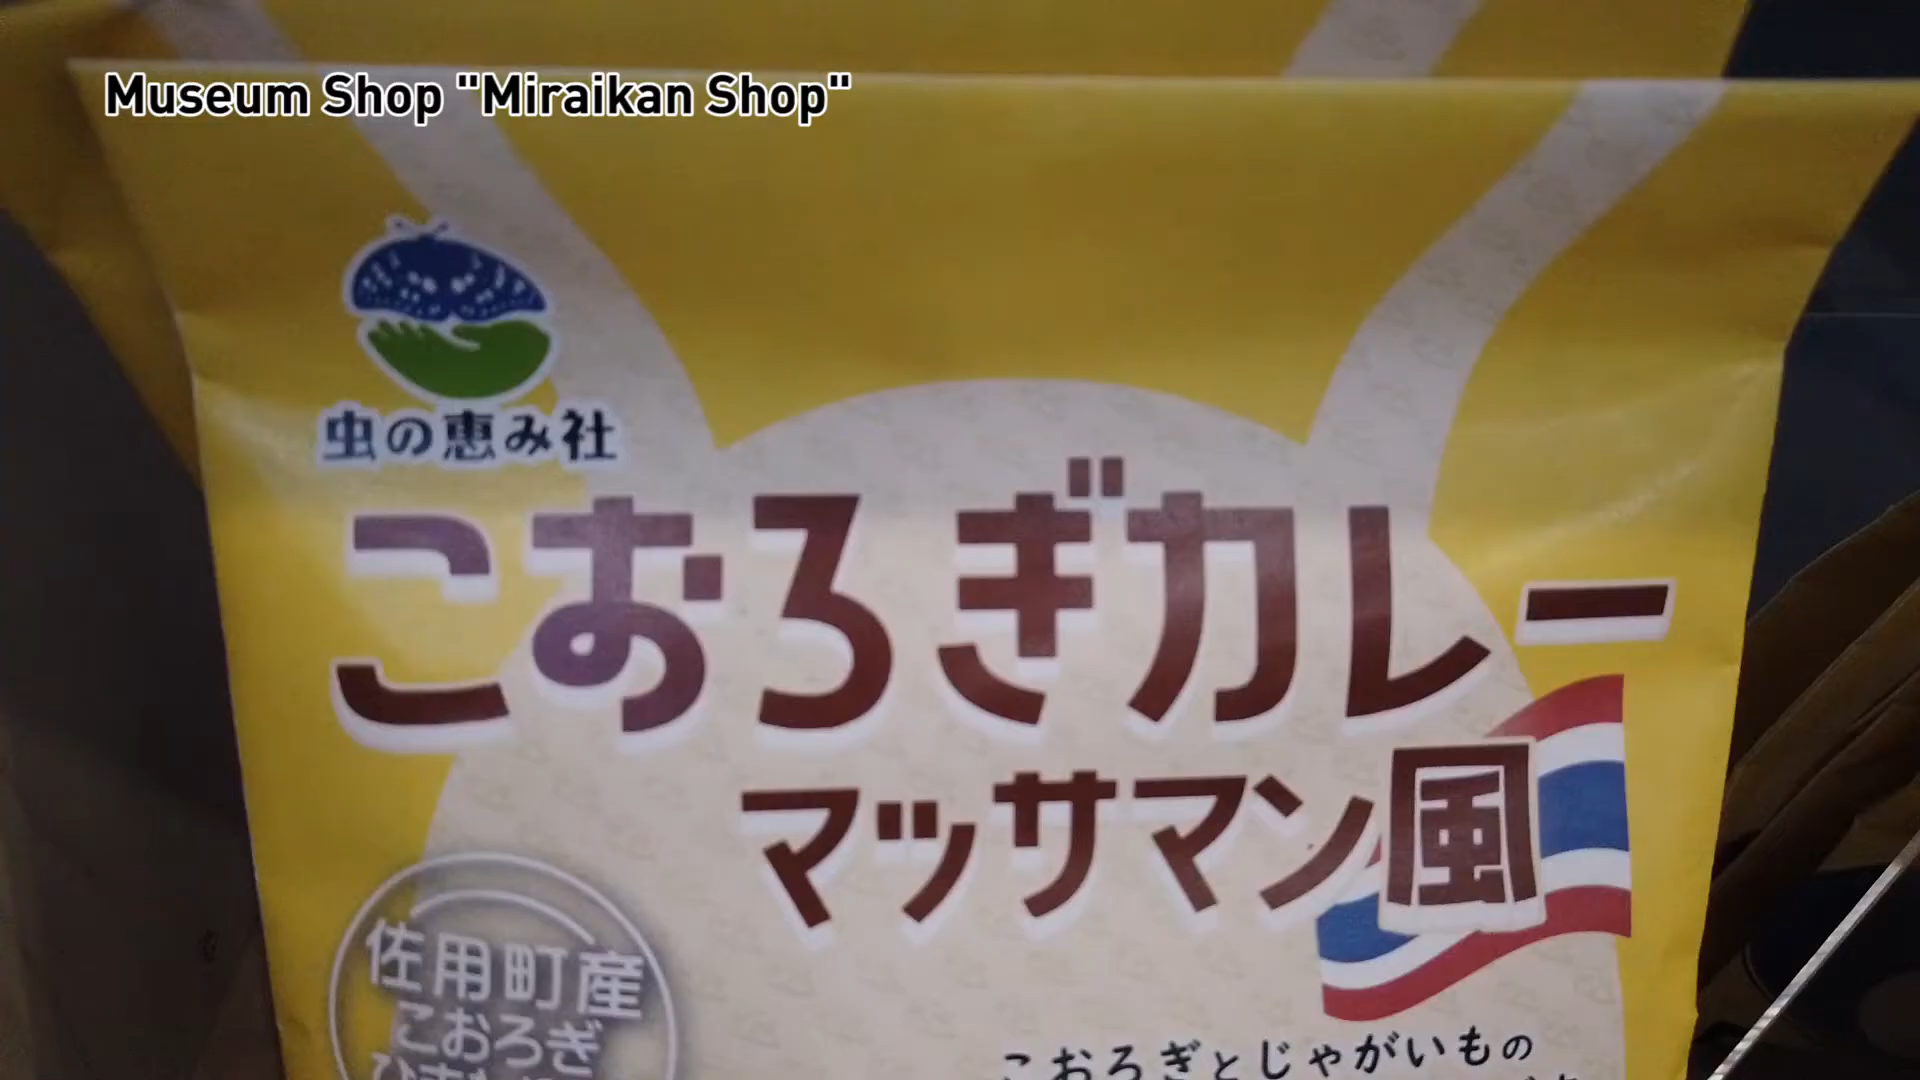 Museum Shop "Miraikan Shop"
虫の恵み社
こおろぎカレー
マッサマン風
佐用町産
こおろぎ
こおろぎとじゃがいもの